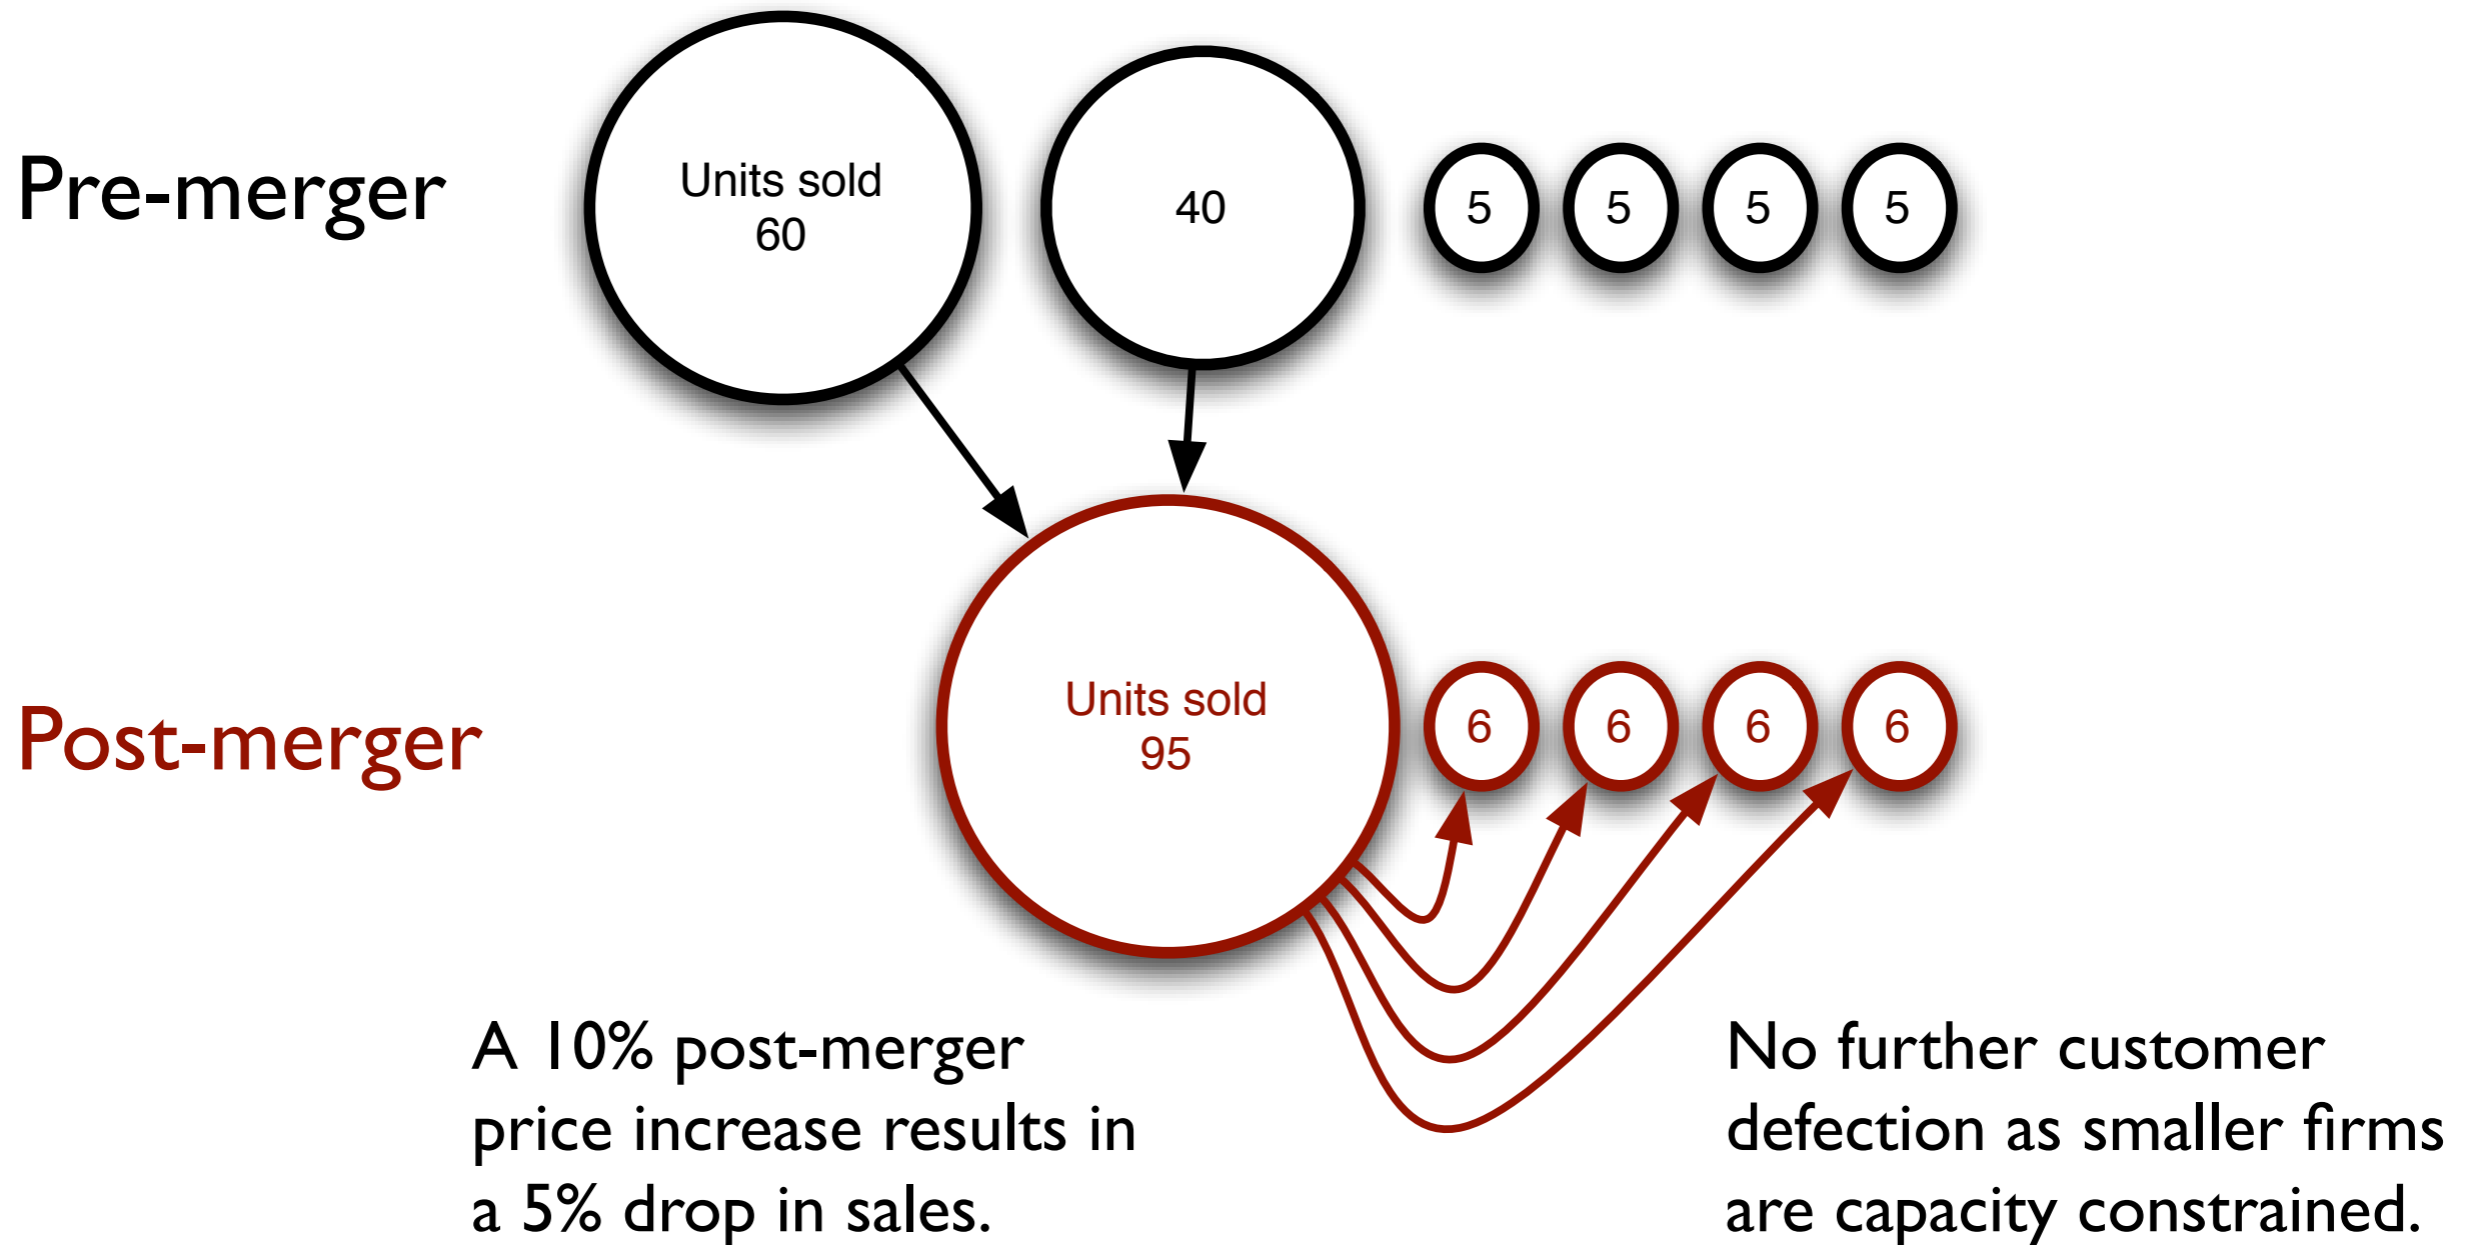 Pre-merger
Units sold
60
40
5
5
5
5
Post-merger
Units sold
95
6
6
6
6
A 10% post-merger
price increase results in
a 5% drop in sales.
No further customer
defection as smaller firms
are capacity constrained.